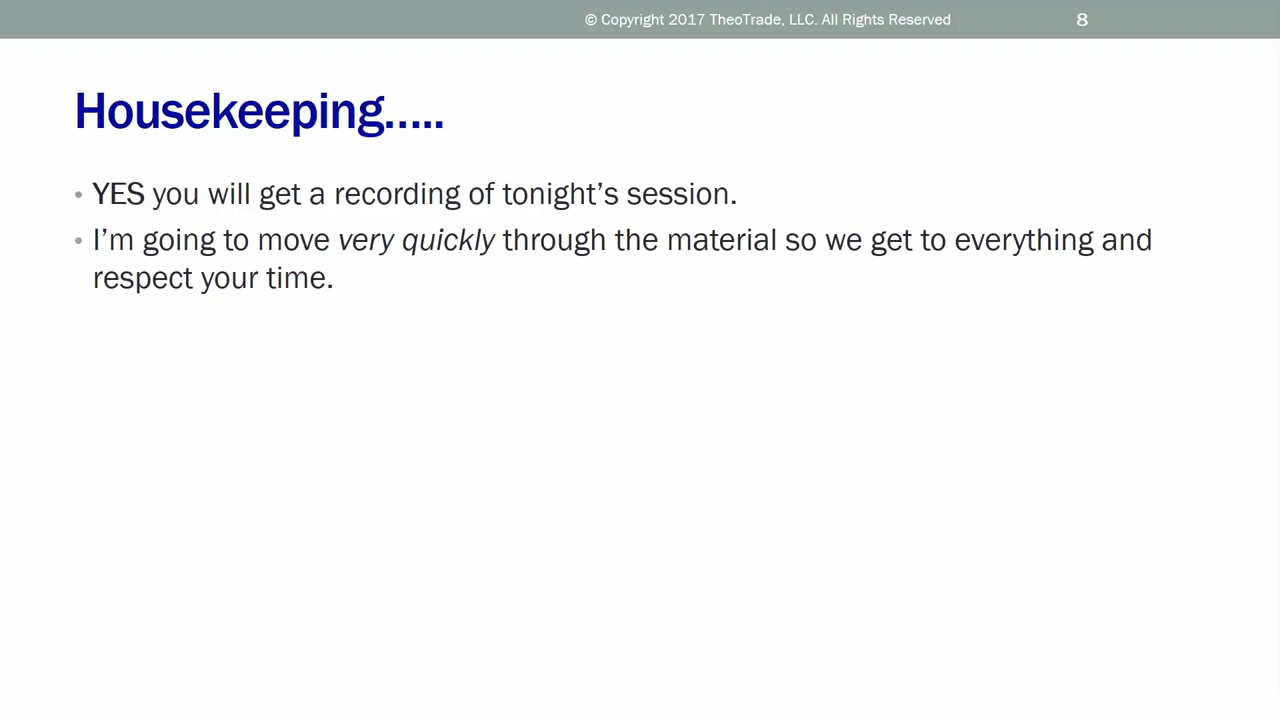 © Copyright 2017 TheoTrade, LLC. All Rights Reserved 8
Housekeeping.....
• YES you will get a recording of tonight’s session.
• I’m going to move very quickly through the material so we get to everything and
respect your time.